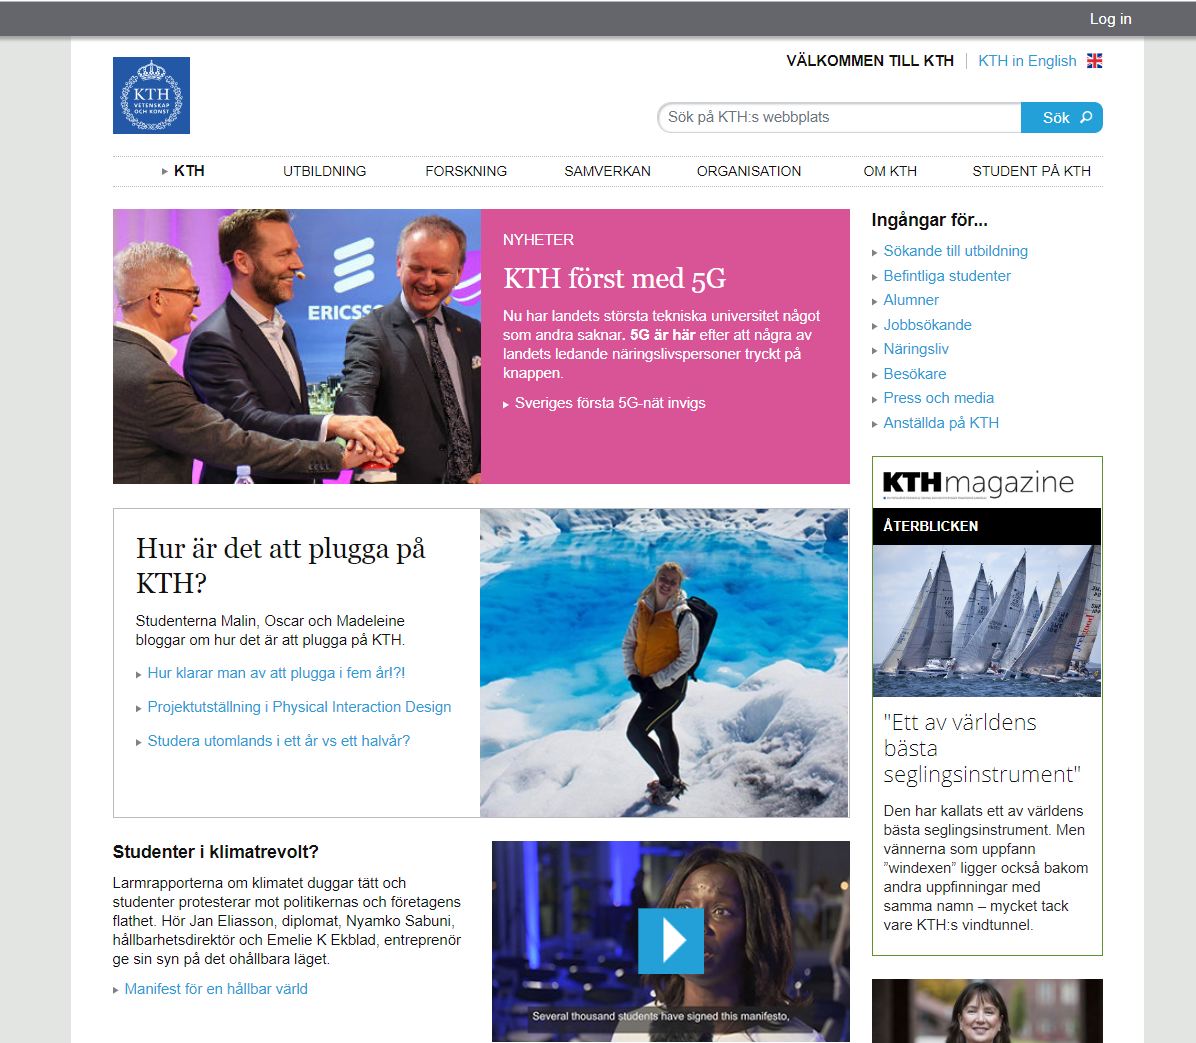 Log in
VÄLKOMMEN TILL KTH
KTH in English
KTH
VETENSKAP
OCH KONST
Sök på KTH:s webbplats
Sök
KTH
UTBILDNING
FORSKNING
SAMVERKAN
ORGANISATION
OM KTH
STUDENT PÅ KTH
ERICSS
NYHETER
KTH först med 5G
Nu har landets största tekniska universitet något
som andra saknar. 5G är här efter att några av
landets ledande näringslivspersoner tryckt på
knappen.
Sveriges första 5G-nät invigs
Hur är det att plugga på
KTH?
Studenterna Malin, Oscar och Madeleine
bloggar om hur det är att plugga på KTH.
Hur klarar man av att plugga i fem år!?!
Projektutställning i Physical Interaction Design
Studera utomlands i ett år vs ett halvår?
Studenter i klimatrevolt?
Larmrapporterna om klimatet duggar tätt och
studenter protesterar mot politikernas och företagens
flathet. Hör Jan Eliasson, diplomat, Nyamko Sabuni,
hållbarhetsdirektör och Emelie K Ekblad, entreprenör
ge sin syn på det ohållbara läget.
Manifest för en hållbar värld
Several thousand students have signed this manifesto,
Ingångar för...
Sökande till utbildning
Befintliga studenter
Alumner
Jobbsökande
Näringsliv
Besökare
Press och media
Anställda på KTH
KTHmagazine
ÅTERBLICKEN
"Ett av världens
bästa
seglingsinstrument"
Den har kallats ett av världens
bästa seglingsinstrument. Men
vännerna som uppfann
”windexen” ligger också bakom
andra uppfinningar med
samma namn – mycket tack
vare KTH:s vindtunnel.